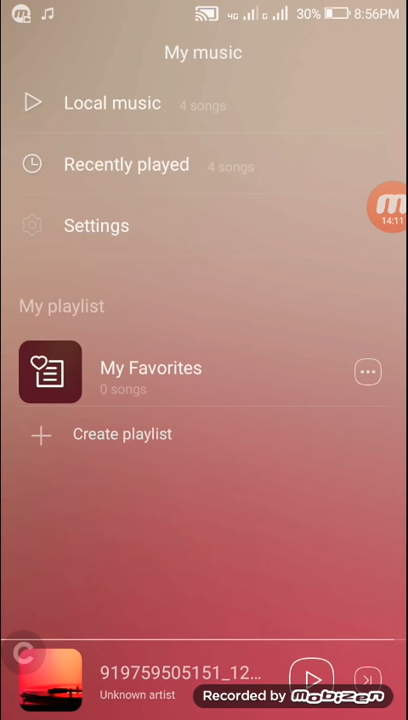 4G G 30% 8:56PM
My music
Local music 4 songs
Recently played 4 songs
14:11
Settings
My playlist
My Favorites
0 songs
Create playlist
919759505151_12...
Unknown artist
Recorded by mobizen